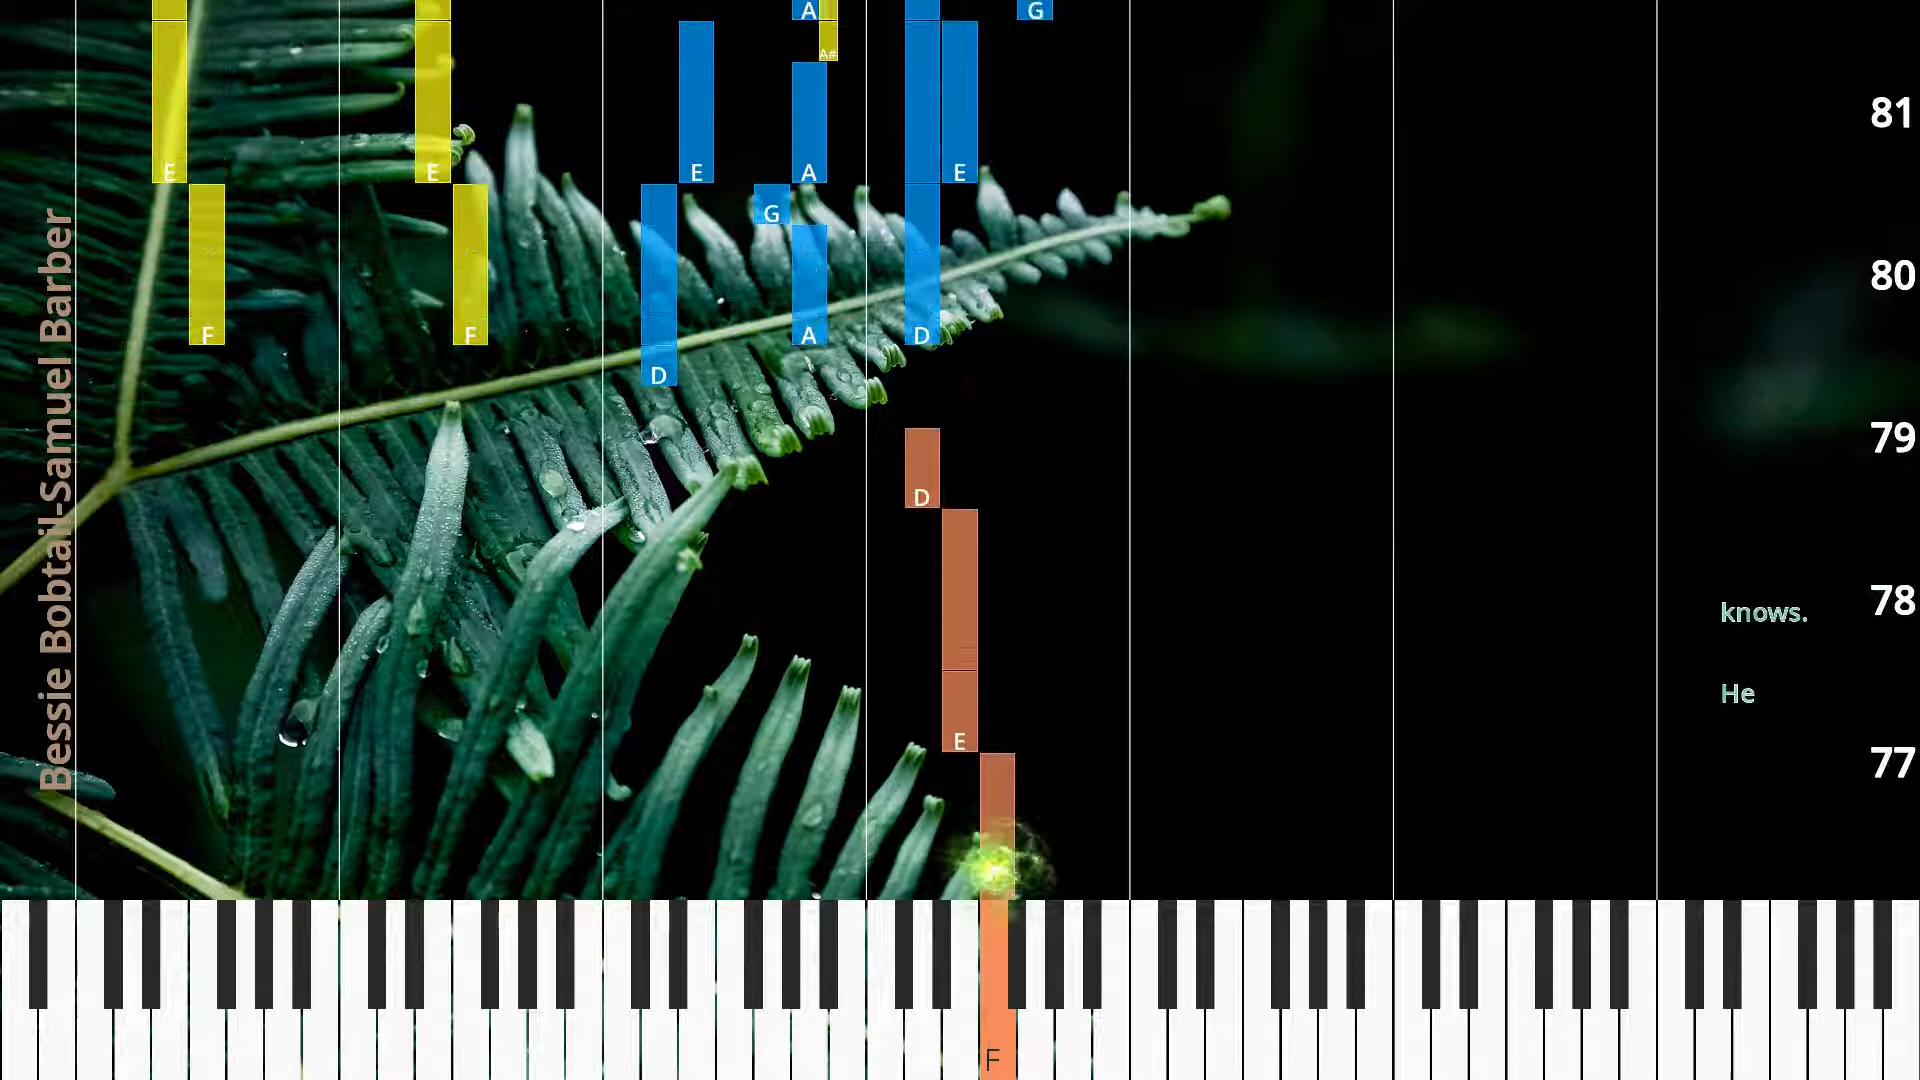 Bessie Bobtail-Samuel Barber
A G
A#
81
E E E A E
G
80
F F A D
D
79
D
78
knows.
He
E
77
F